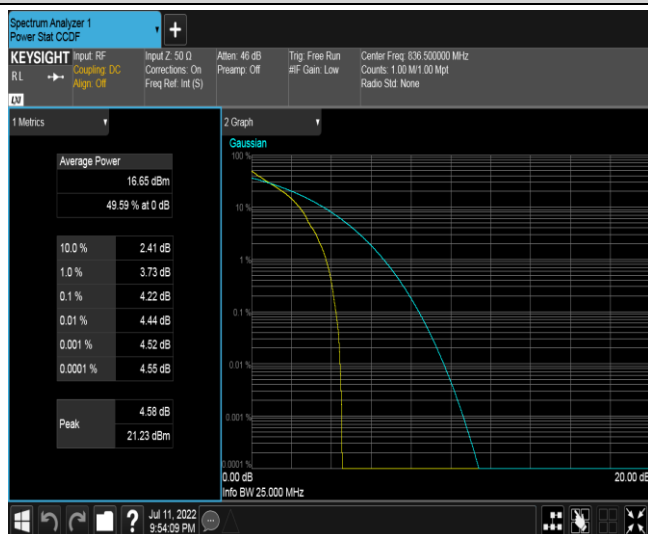 Spectrum Analyzer 1
Power Stat CCDF
+
KEYSIGHT
RL
LXI
Input: RF
Coupling: DC
Align: Off
Input Z: 50 Ω
Corrections: On
Freq Ref: Int (S)
Atten: 46 dB
Preamp: Off
Trig: Free Run
#IF Gain: Low
Center Freq: 836.500000 MHz
Counts: 1.00 M/1.00 Mpt
Radio Std: None
1 Metrics
Average Power
16.65 dBm
49.59 % at 0 dB
10.0 % 2.41 dB
1.0 % 3.73 dB
0.1 % 4.22 dB
0.01 % 4.44 dB
0.001 % 4.52 dB
0.0001 % 4.55 dB
Peak
4.58 dB
21.23 dBm
2 Graph
Gaussian
100 %
10 %
1 %
0.1 %
0.01 %
0.001 %
0.0001 %
0.00 dB 20.00 dB
Info BW 25.000 MHz
?
Jul 11, 2022
9:54:09 PM